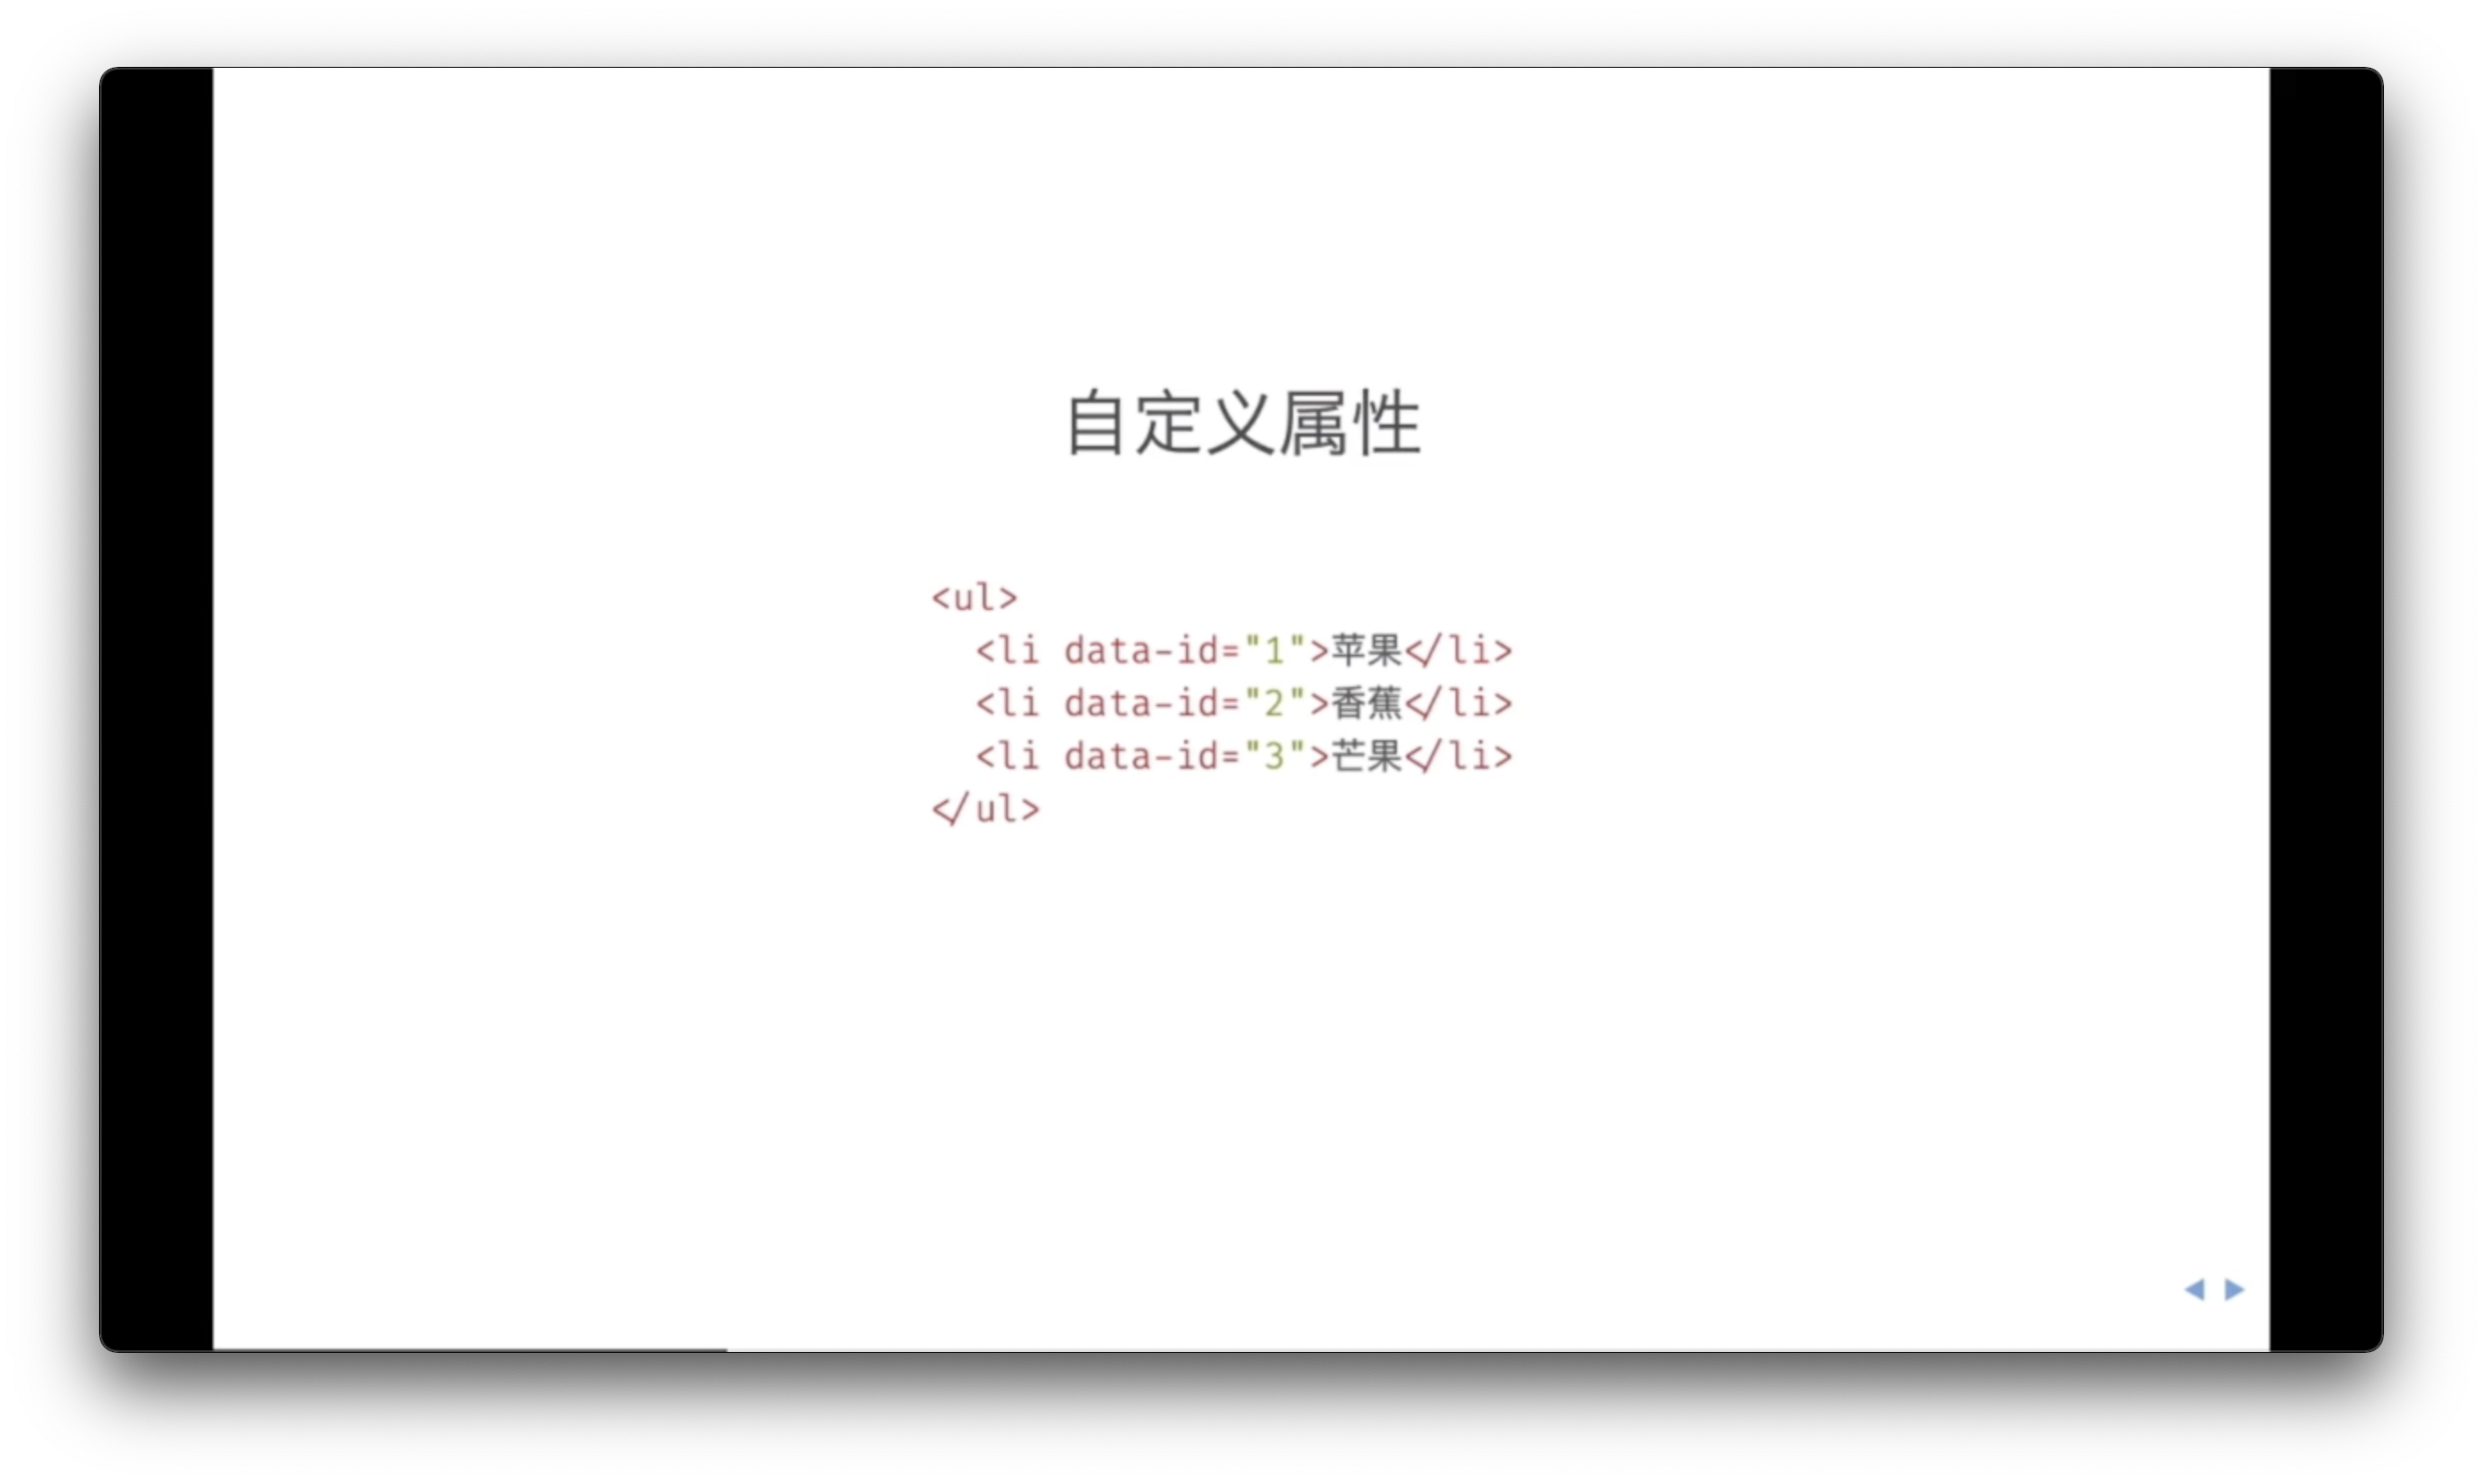 自定义属性
<ul>
  <li data-id="1">苹果</li>
  <li data-id="2">香蕉</li>
  <li data-id="3">芒果</li>
</ul>